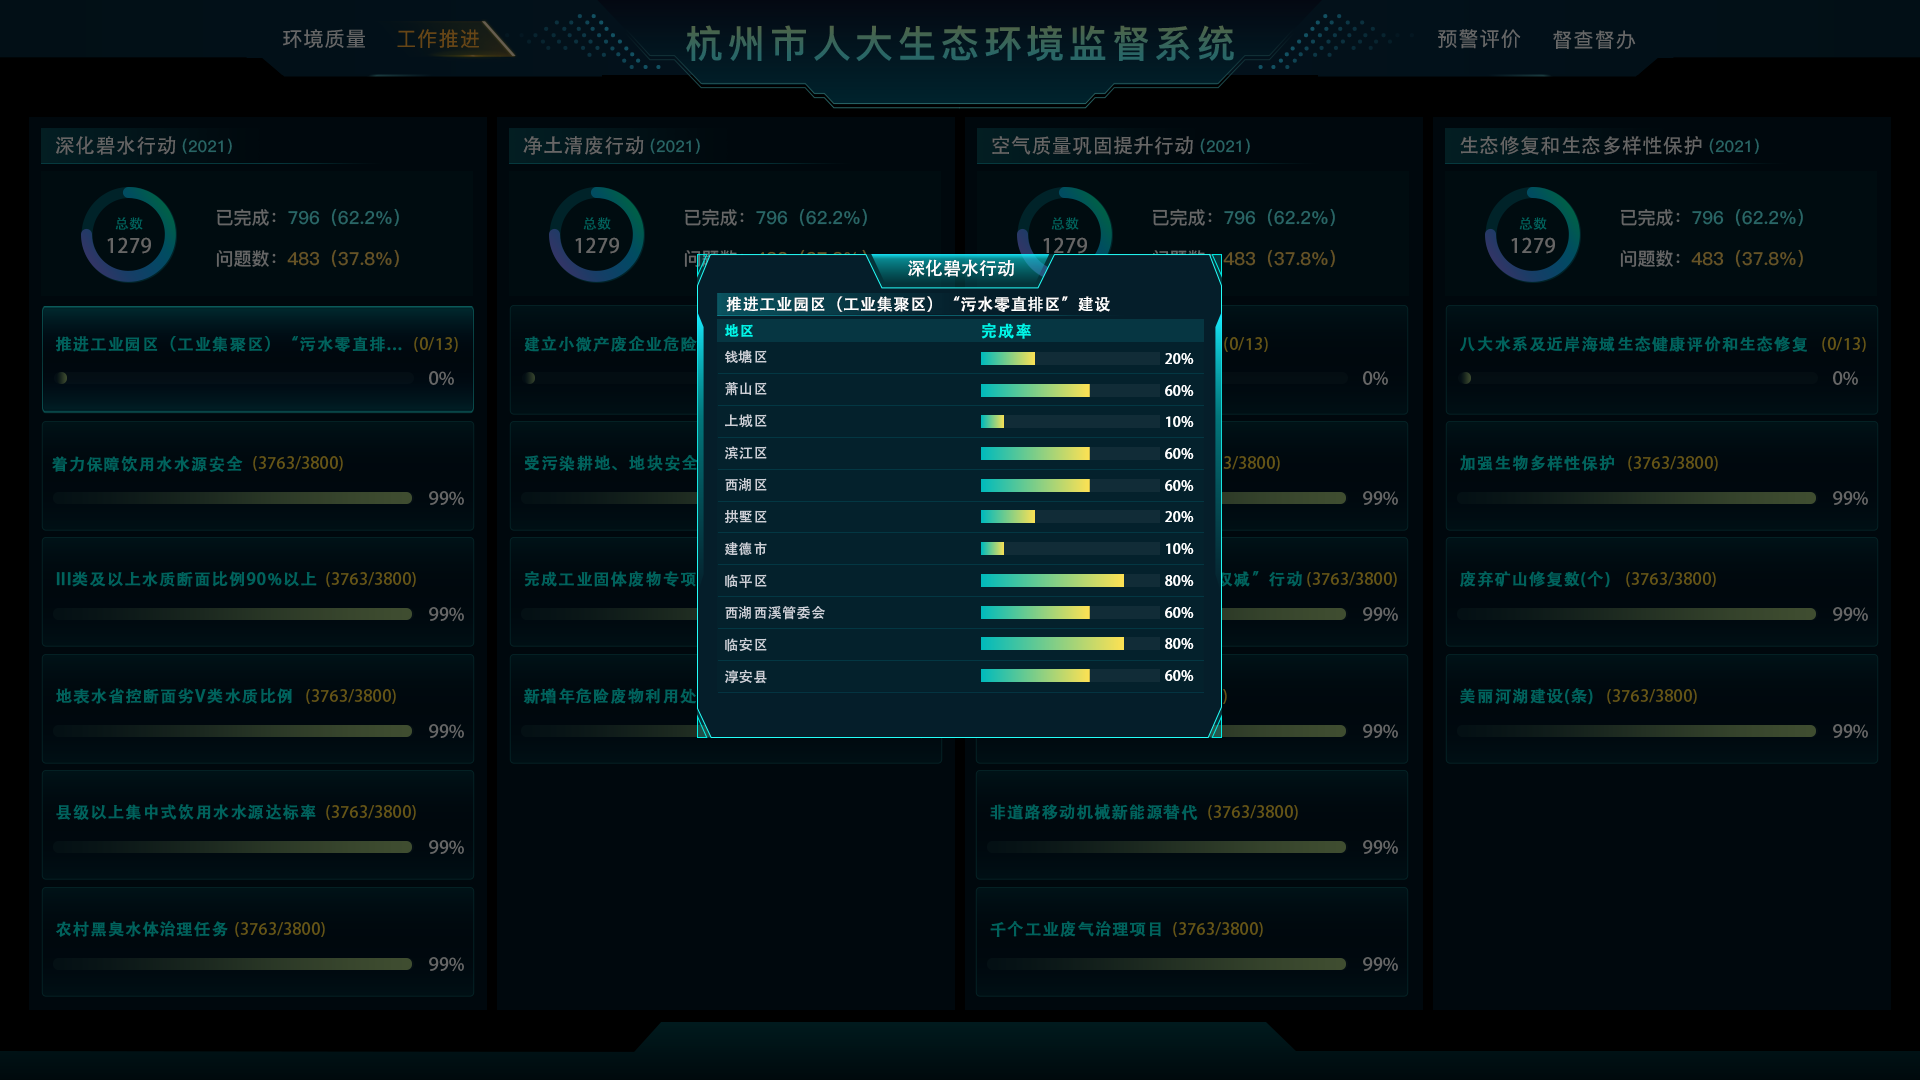 环境质量
工作推进
杭州市人大生态环境监督系统
预警评价
督查督办
深化碧水行动 (2021)
总数
1279
已完成：796（62.2%）
问题数：483（37.8%）
推进工业园区（工业集聚区）“污水零直排... (0/13)
0%
着力保障饮用水水源安全 (3763/3800)
99%
III类及以上水质断面比例90%以上 (3763/3800)
99%
地表水省控断面劣V类水质比例 (3763/3800)
99%
县级以上集中式饮用水水源达标率 (3763/3800)
99%
农村黑臭水体治理任务 (3763/3800)
99%
净土清废行动 (2021)
总数
1279
已完成：796（62.2%）
建立小微产废企业危险
受污染耕地、地块安全
完成工业固体废物专项
新增年危险废物利用处
空气质量巩固提升行动 (2021)
总数
1279
已完成：796（62.2%）
483（37.8%）
(0/13)
0%
3/3800)
99%
减”行动 (3763/3800)
99%
)
99%
非道路移动机械新能源替代 (3763/3800)
99%
千个工业废气治理项目 (3763/3800)
99%
生态修复和生态多样性保护 (2021)
总数
1279
已完成：796（62.2%）
问题数：483（37.8%）
八大水系及近岸海域生态健康评价和生态修复 (0/13)
0%
加强生物多样性保护 (3763/3800)
99%
废弃矿山修复数(个) (3763/3800)
99%
美丽河湖建设(条) (3763/3800)
99%
深化碧水行动
推进工业园区（工业集聚区）“污水零直排区”建设
地区 完成率
钱塘区 20%
萧山区 60%
上城区 10%
滨江区 60%
西湖区 60%
拱墅区 20%
建德市 10%
临平区 80%
西湖西溪管委会 60%
临安区 80%
淳安县 60%